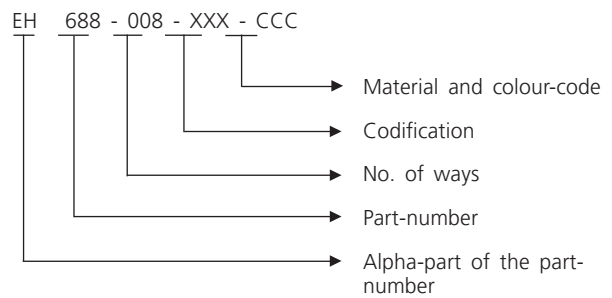 EH 688 - 008 - XXX - CCC
Material and colour-code
Codification
No. of ways
Part-number
Alpha-part of the part-
number